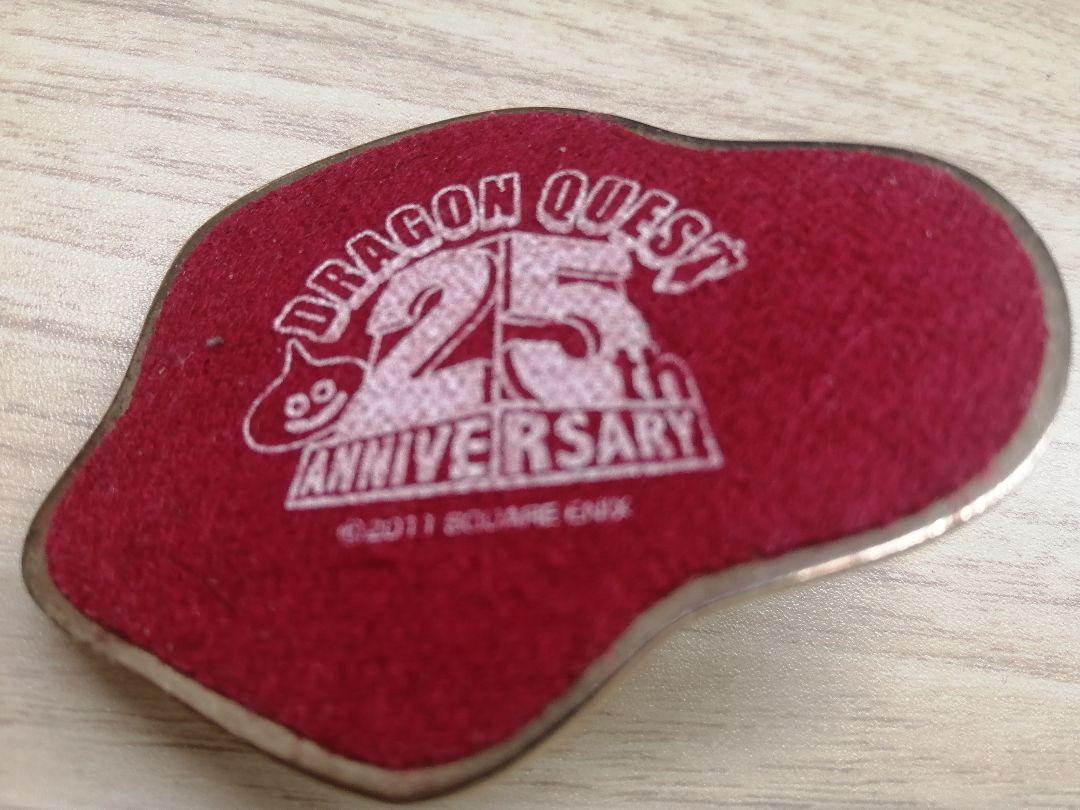 DRAGON QUEST
25th
ANNIVERSARY
©2011 SQUARE ENIX